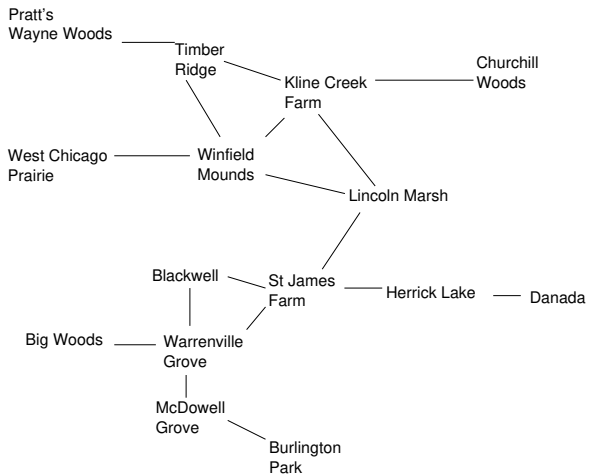 Pratt's
Wayne Woods
Timber
Ridge
Kline Creek
Farm
Churchill
Woods
West Chicago
Prairie
Winfield
Mounds
Lincoln Marsh
Blackwell
St James
Farm
Herrick Lake
Danada
Big Woods
Warrenville
Grove
McDowell
Grove
Burlington
Park